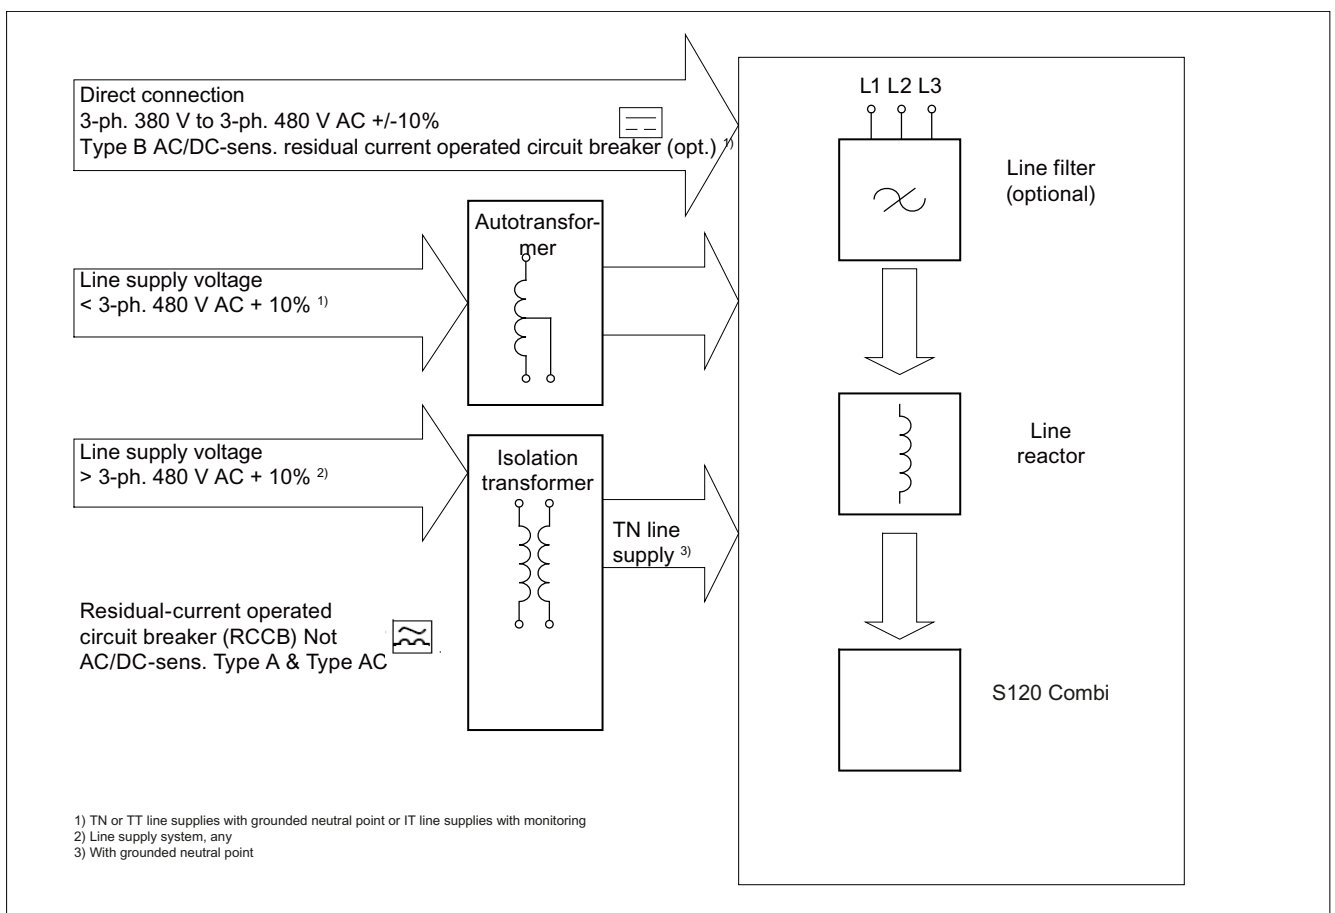 Direct connection
3-ph. 380 V to 3-ph. 480 V AC +/-10%
Type B AC/DC-sens. residual current operated circuit breaker (opt.) 1)
Autotransfor-
mer
Line supply voltage
< 3-ph. 480 V AC + 10% 1)
Line supply voltage
> 3-ph. 480 V AC + 10% 2)
Isolation
transformer
TN line
supply 3)
Residual-current operated
circuit breaker (RCCB) Not
AC/DC-sens. Type A & Type AC
L1 L2 L3
Line filter
(optional)
Line
reactor
S120 Combi
1) TN or TT line supplies with grounded neutral point or IT line supplies with monitoring
2) Line supply system, any
3) With grounded neutral point